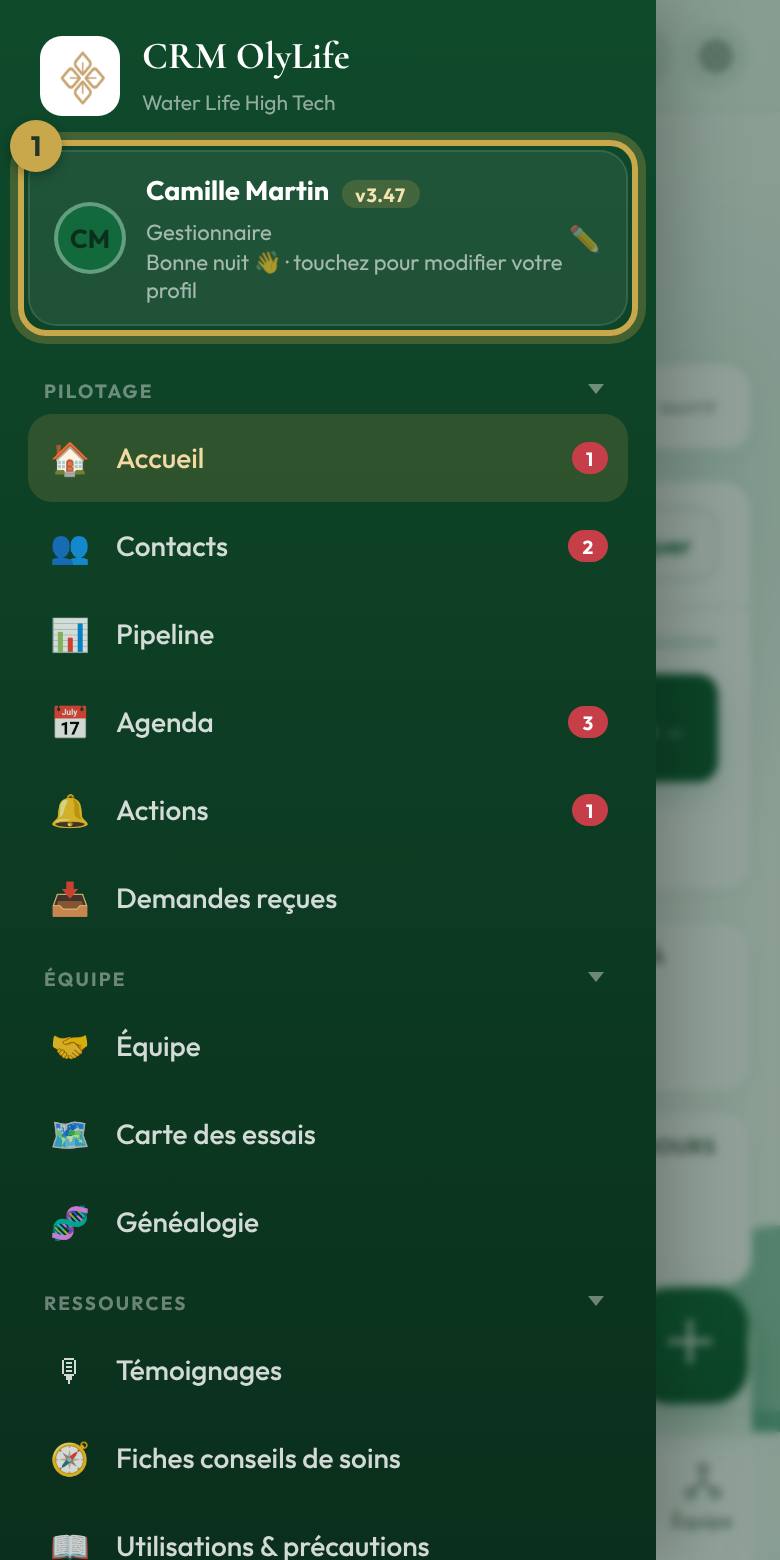 CRM OlyLife
Water Life High Tech
1
Camille Martin v3.47
CM
Gestionnaire
Bonne nuit 👋 · touchez pour modifier votre
profil
PILOTAGE
Accueil 1
Contacts 2
Pipeline
July
17
Agenda 3
Actions 1
Demandes reçues
ÉQUIPE
Équipe
Carte des essais
Généalogie
RESSOURCES
Témoignages
Fiches conseils de soins
Utilisations & précautions